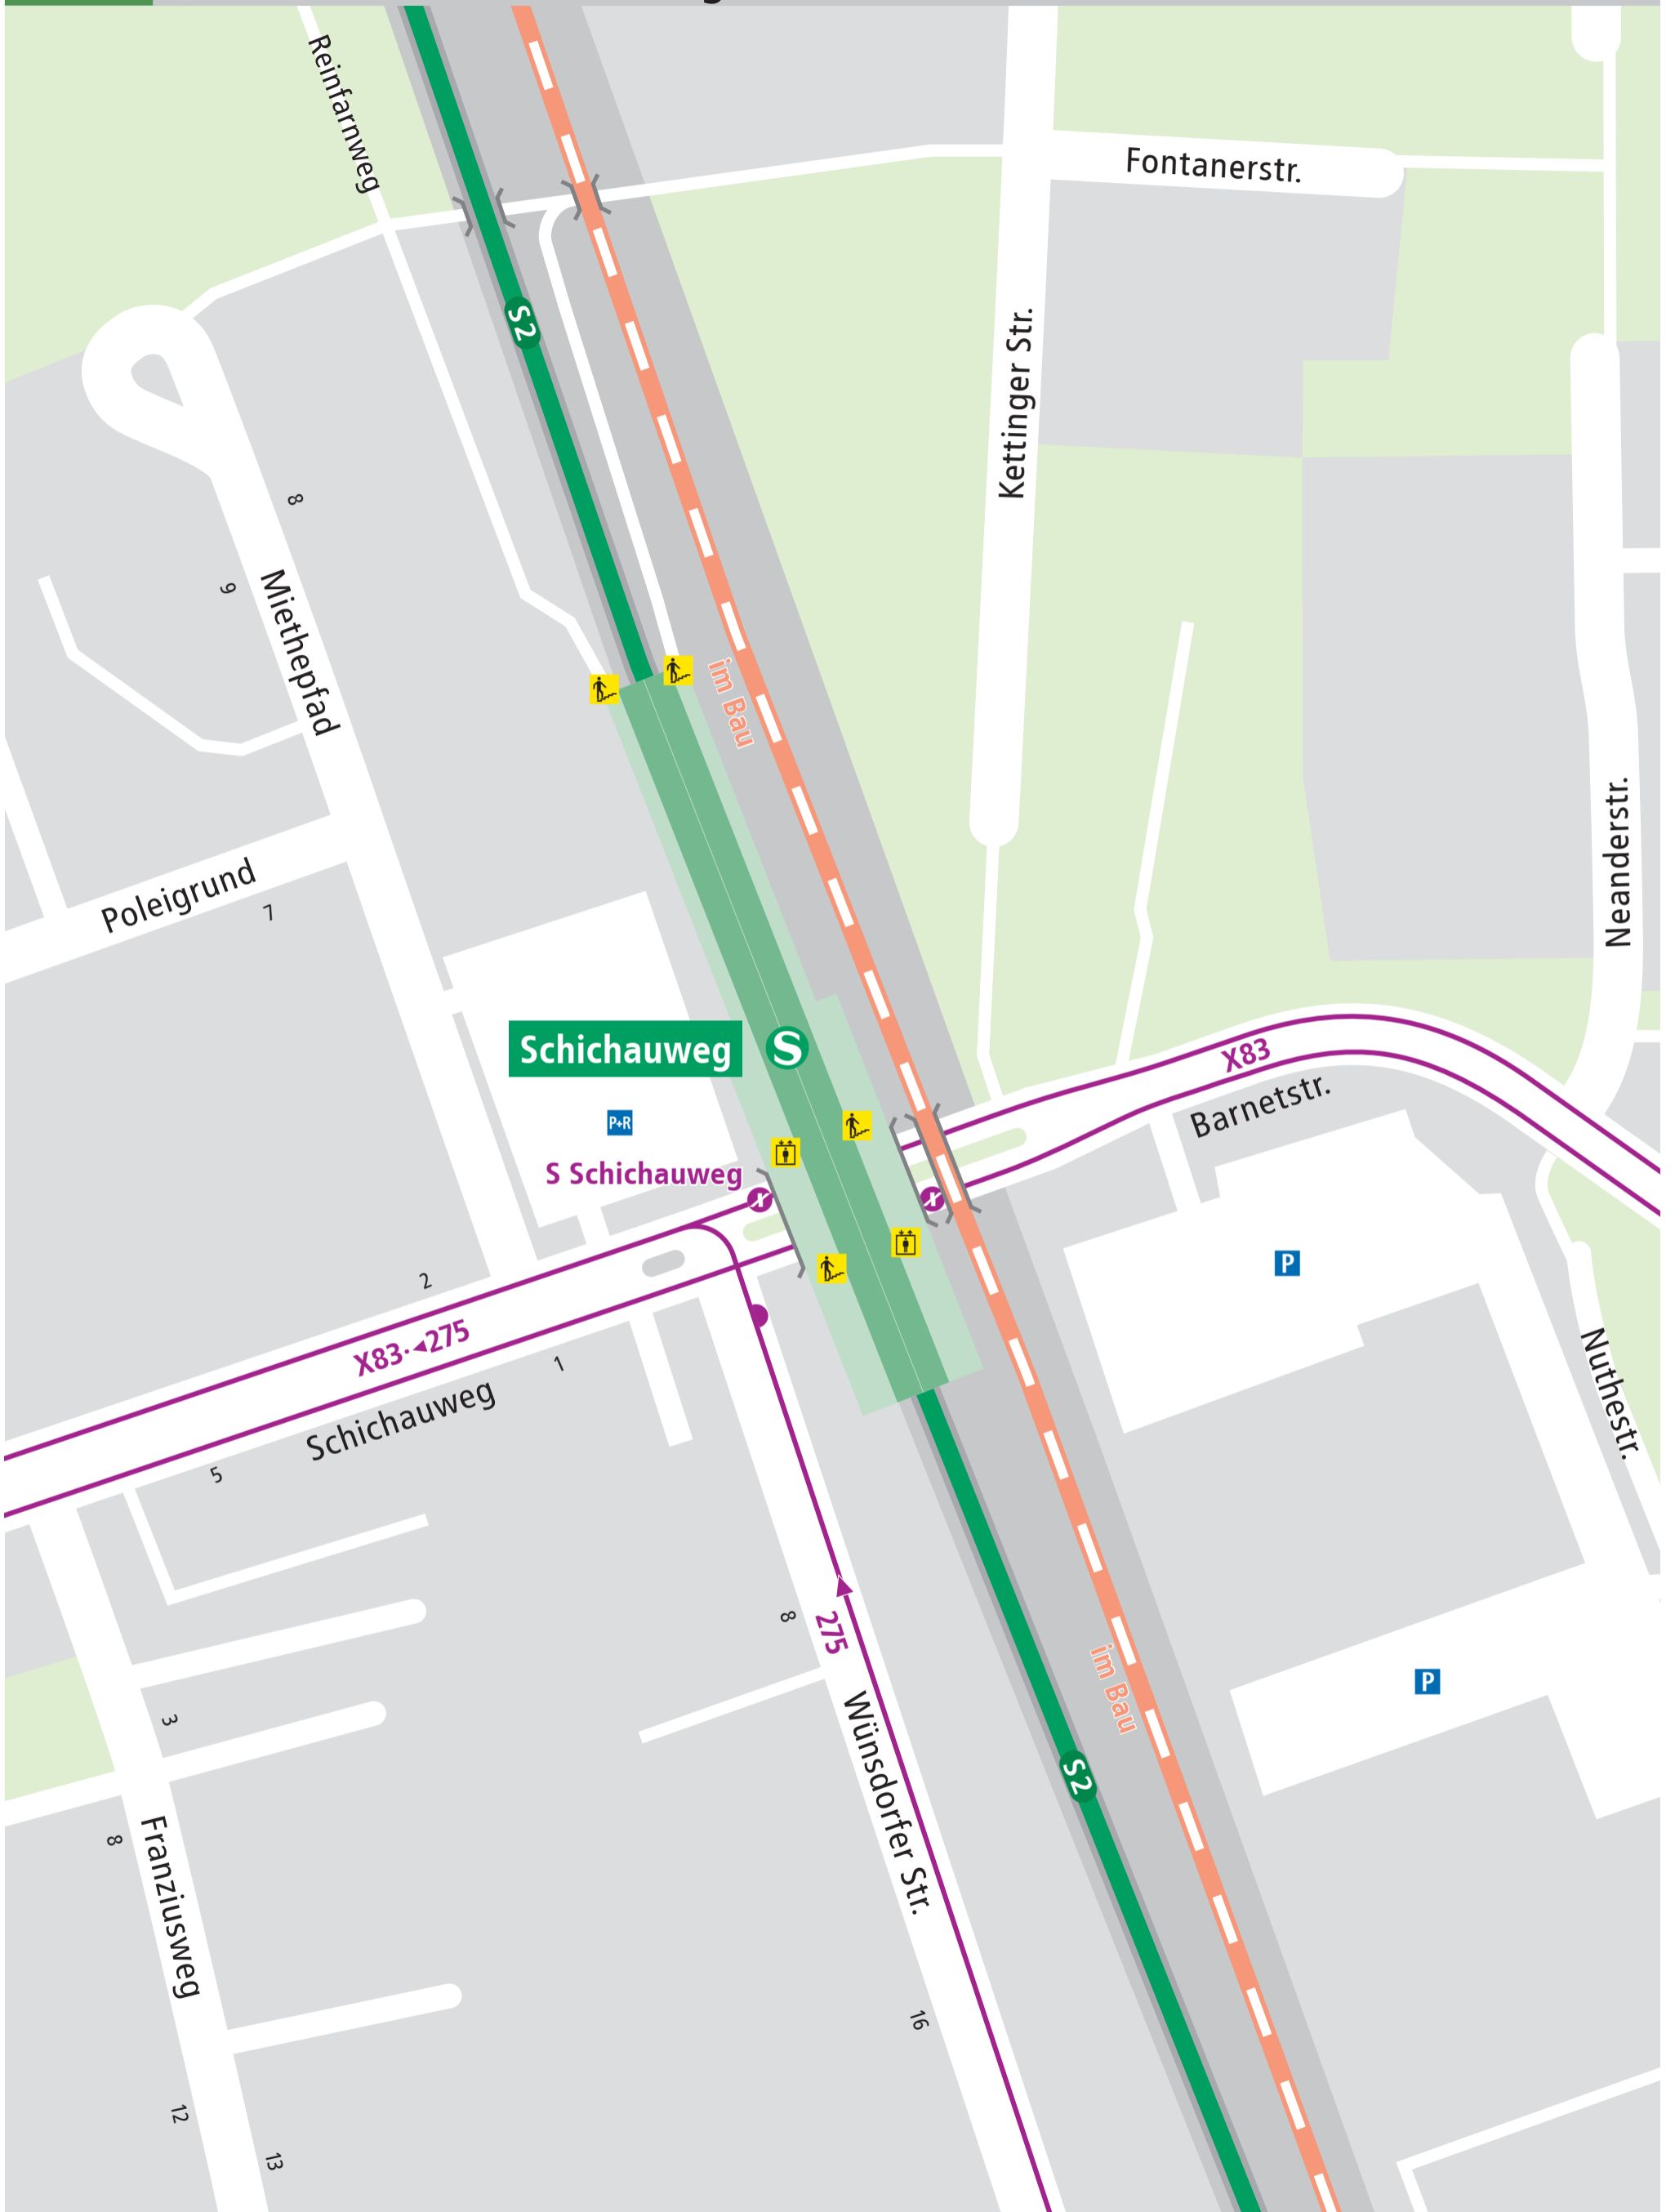 Reinfarnweg
Fontanerstr.
S2
Kettinger Str.
8
9
Miethepfad
im Bau
Neanderstr.
Poleigrund
7
Schichauweg
S
X83
Barnetstr.
P+R
S Schichauweg
X
X
P
2
X83·◄275
1
Schichauweg
5
Nuthestr.
8
275
im Bau
P
3
Wünsdorfer Str.
S2
8
Franziusweg
16
12
13